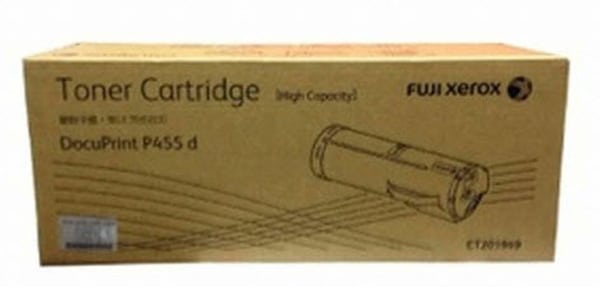 Toner Cartridge [High Capacity]
FUJI xerox
DocuPrint P455 d